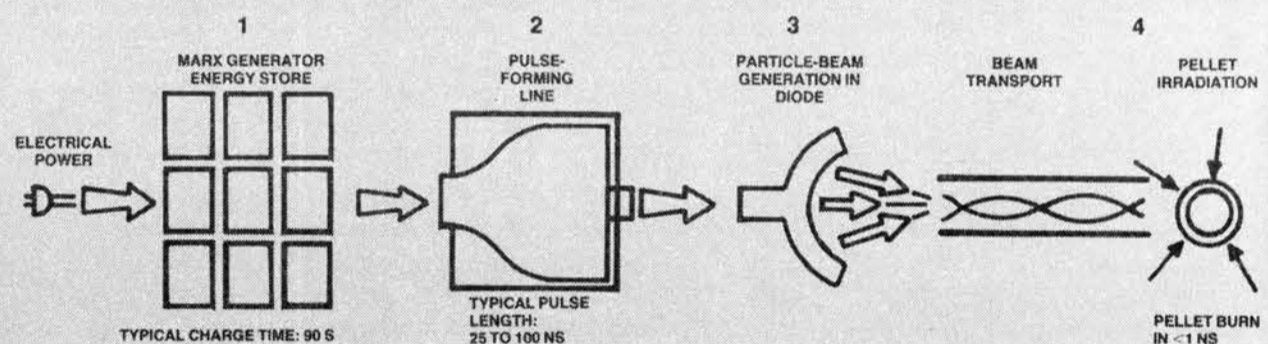 1
MARX GENERATOR
ENERGY STORE
2
PULSE-
FORMING
LINE
3
PARTICLE-BEAM
GENERATION IN
DIODE
4
BEAM
TRANSPORT
PELLET
IRRADIATION
ELECTRICAL
POWER
TYPICAL CHARGE TIME: 90 S
TYPICAL PULSE
LENGTH:
25 TO 100 NS
PELLET BURN
IN <1 NS